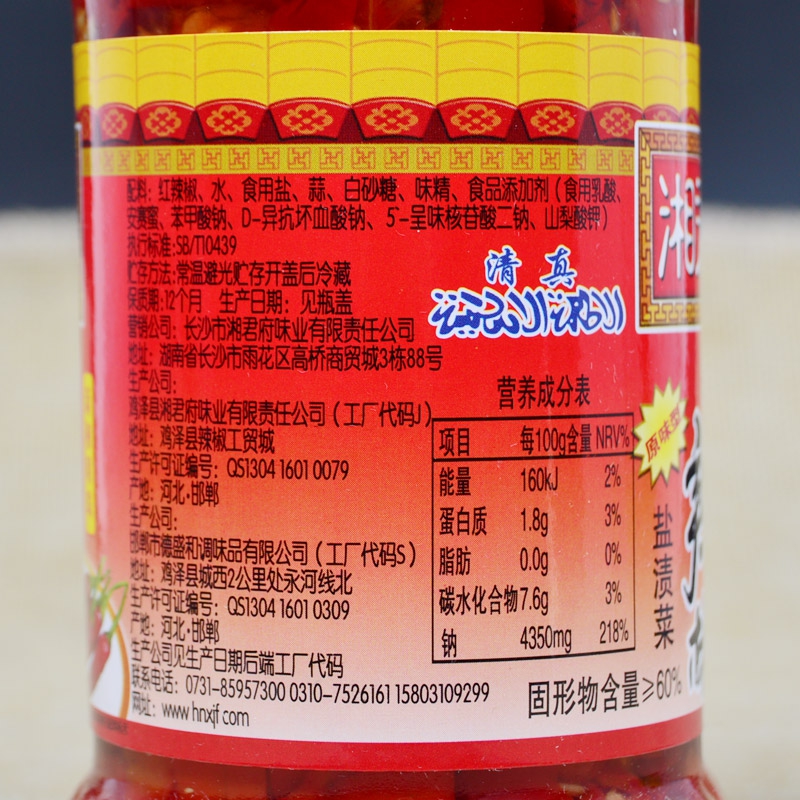 配料: 红辣椒、水、食用盐、蒜、白砂糖、味精、食品添加剂（食用乳酸、
安赛蜜、苯甲酸钠、D-异抗坏血酸钠、5'-呈味核苷酸二钠、山梨酸钾）
执行标准:SB/T10439
贮存方法:常温避光贮存开盖后冷藏
保质期:12个月 生产日期: 见瓶盖
营销公司: 长沙市湘君府味业有限责任公司
地址: 湖南省长沙市雨花区高桥商贸城3栋88号
生产公司:
鸡泽县湘君府味业有限责任公司（工厂代码J）
地址: 鸡泽县辣椒工贸城
生产许可证编号: QS1304 1601 0079
产地: 河北·邯郸
生产公司:
邯郸市德盛和调味品有限公司（工厂代码S）
地址: 鸡泽县城西2公里处永河线北
生产许可证编号: QS1304 1601 0309
产地: 河北·邯郸
生产公司见生产日期后端工厂代码
联系电话: 0731-85957300 0310-7526161 15803109299
网址: www.hnxjf.com
清真
营养成分表
项目 每100g含量 NRV%
能量 160kJ 2%
蛋白质 1.8g 3%
脂肪 0.0g 0%
碳水化合物 7.6g 3%
钠 4350mg 218%
固形物含量≥60%
湘
原味型
盐渍菜